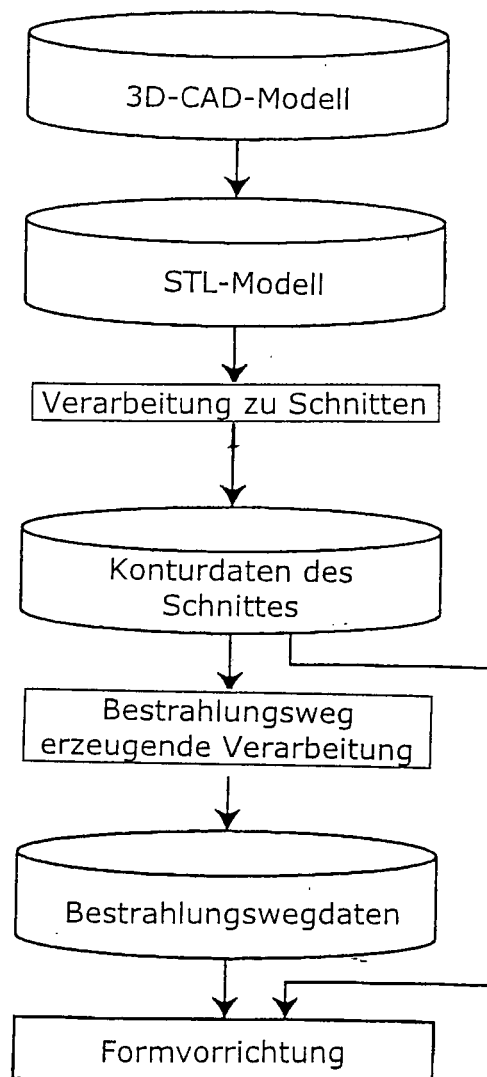 3D-CAD-Modell
STL-Modell
Verarbeitung zu Schnitten
Konturdaten des
Schnittes
Bestrahlungsweg
erzeugende Verarbeitung
Bestrahlungswegdaten
Formvorrichtung